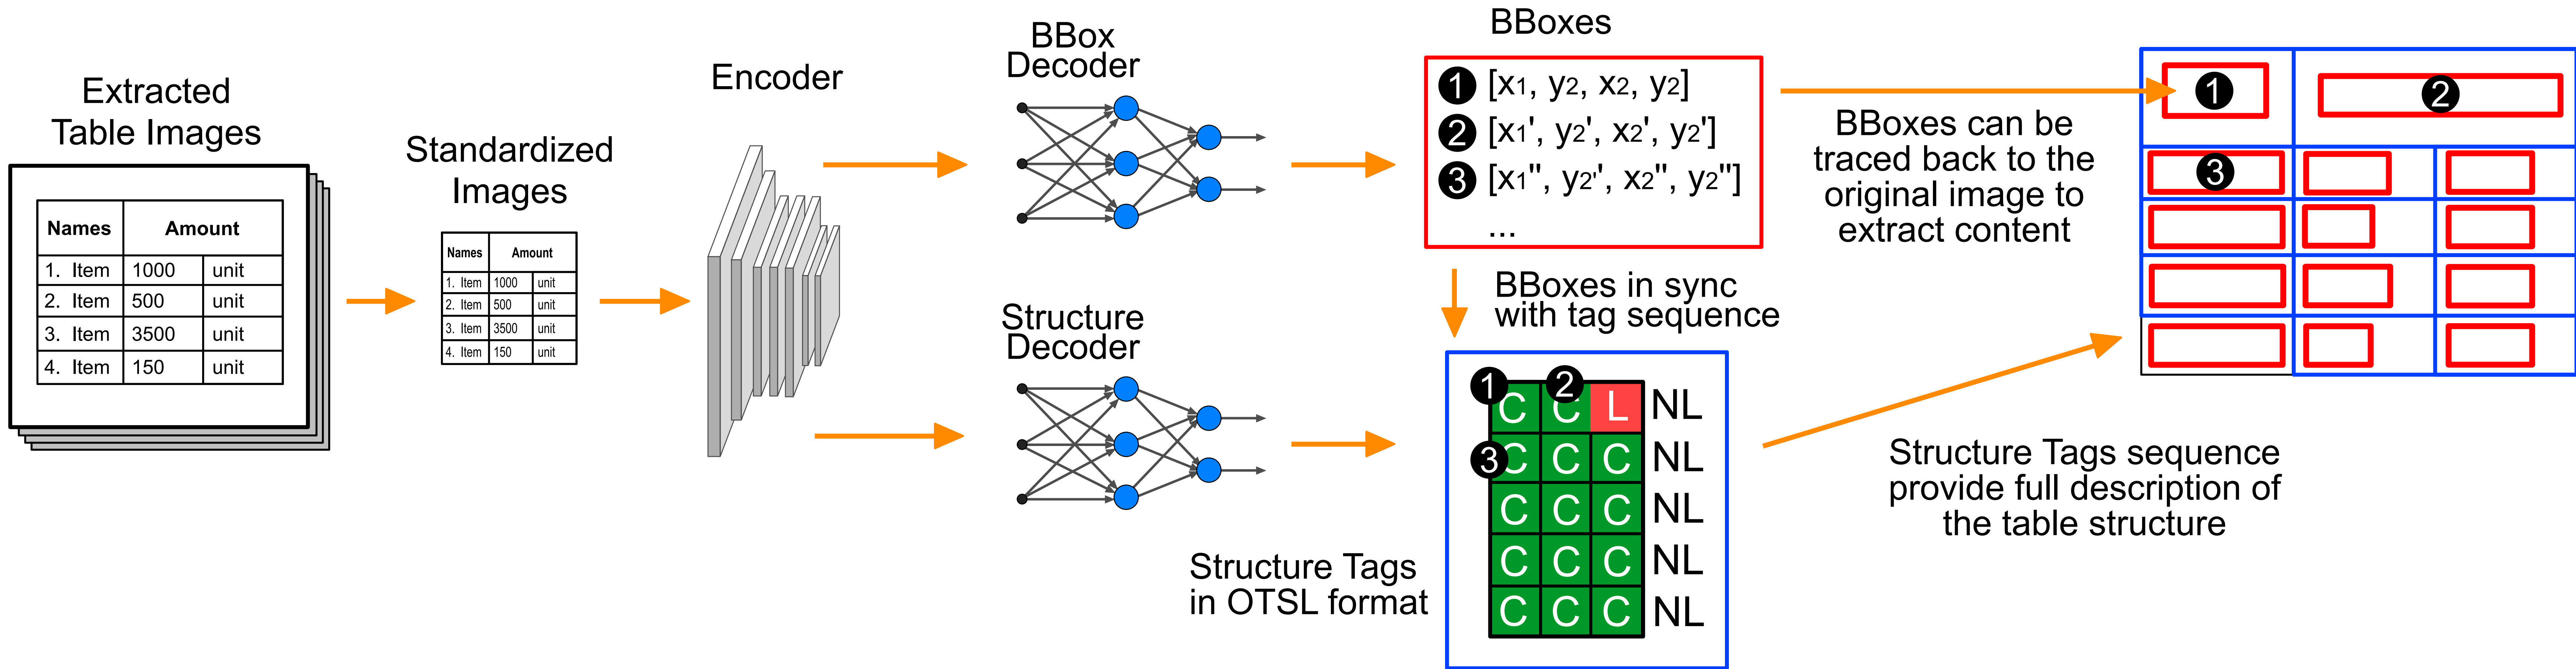 Extracted
Table Images
Names Amount
1. Item 1000 unit
2. Item 500 unit
3. Item 3500 unit
4. Item 150 unit
Standardized
Images
Names Amount
1. Item 1000 unit
2. Item 500 unit
3. Item 3500 unit
4. Item 150 unit
Encoder
BBox
Decoder
Structure
Decoder
BBoxes
1 [x1, y2, x2, y2]
2 [x1', y2', x2', y2']
3 [x1", y2'', x2", y2"]
...
BBoxes in sync
with tag sequence
Structure Tags
in OTSL format
1 2
C C L NL
3
C C C NL
C C C NL
C C C NL
C C C NL
BBoxes can be
traced back to the
original image to
extract content
Structure Tags sequence
provide full description of
the table structure
1 2
3